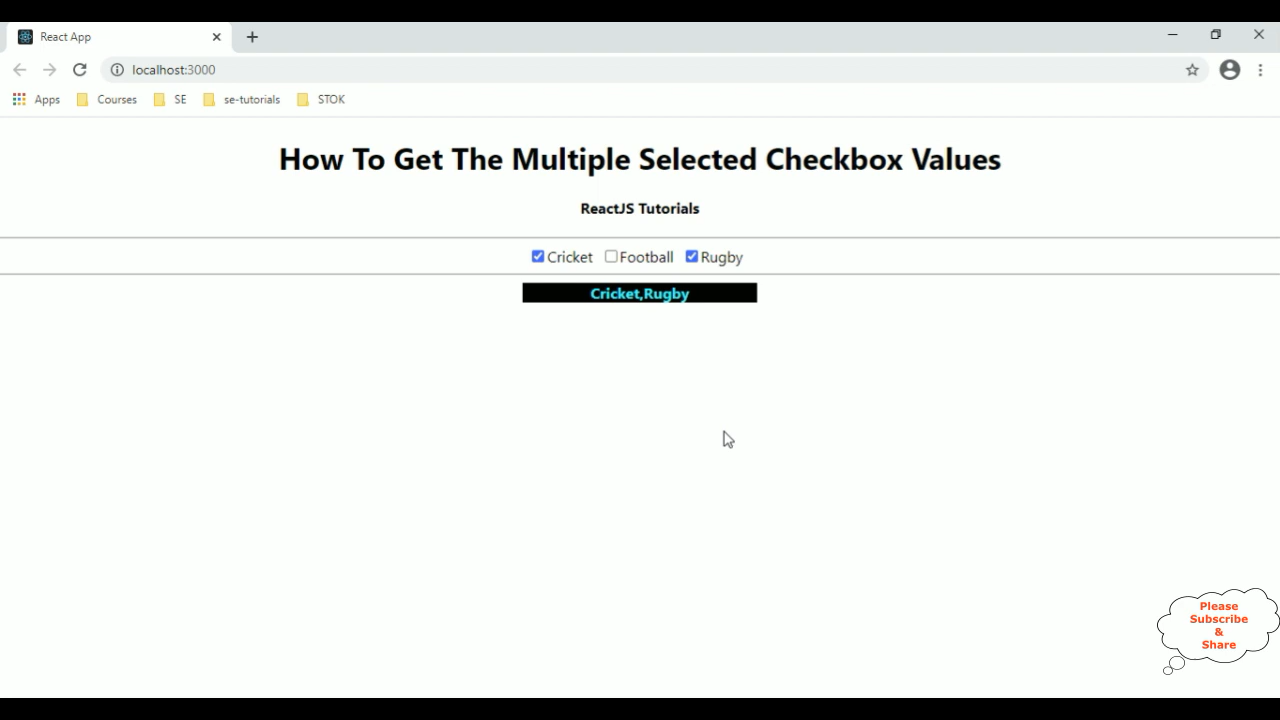 React App
localhost:3000
Apps Courses SE se-tutorials STOK
How To Get The Multiple Selected Checkbox Values
ReactJS Tutorials
Cricket Football Rugby
Cricket,Rugby
Please
Subscribe
&
Share